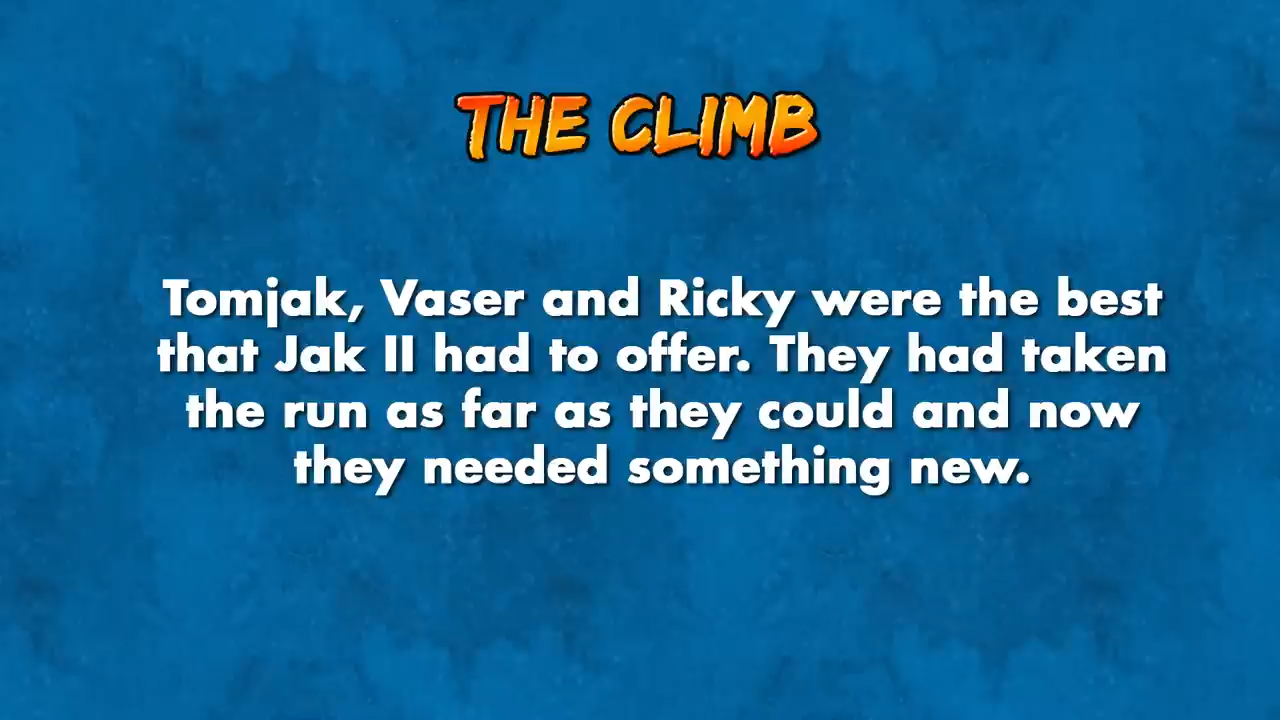 THE CLIMB
Tomjak, Vaser and Ricky were the best
that Jak II had to offer. They had taken
the run as far as they could and now
they needed something new.